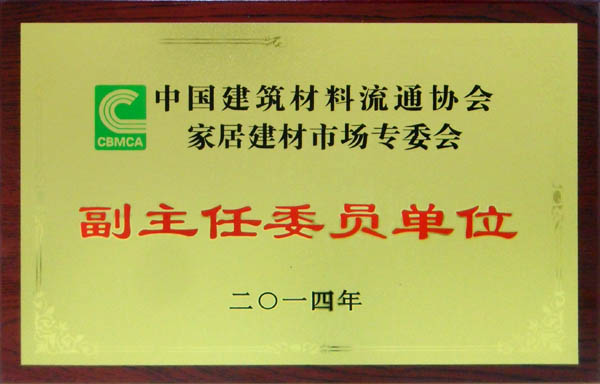 中国建筑材料流通协会
CBMCA
家居建材市场专委会
副主任委员单位
二〇一四年